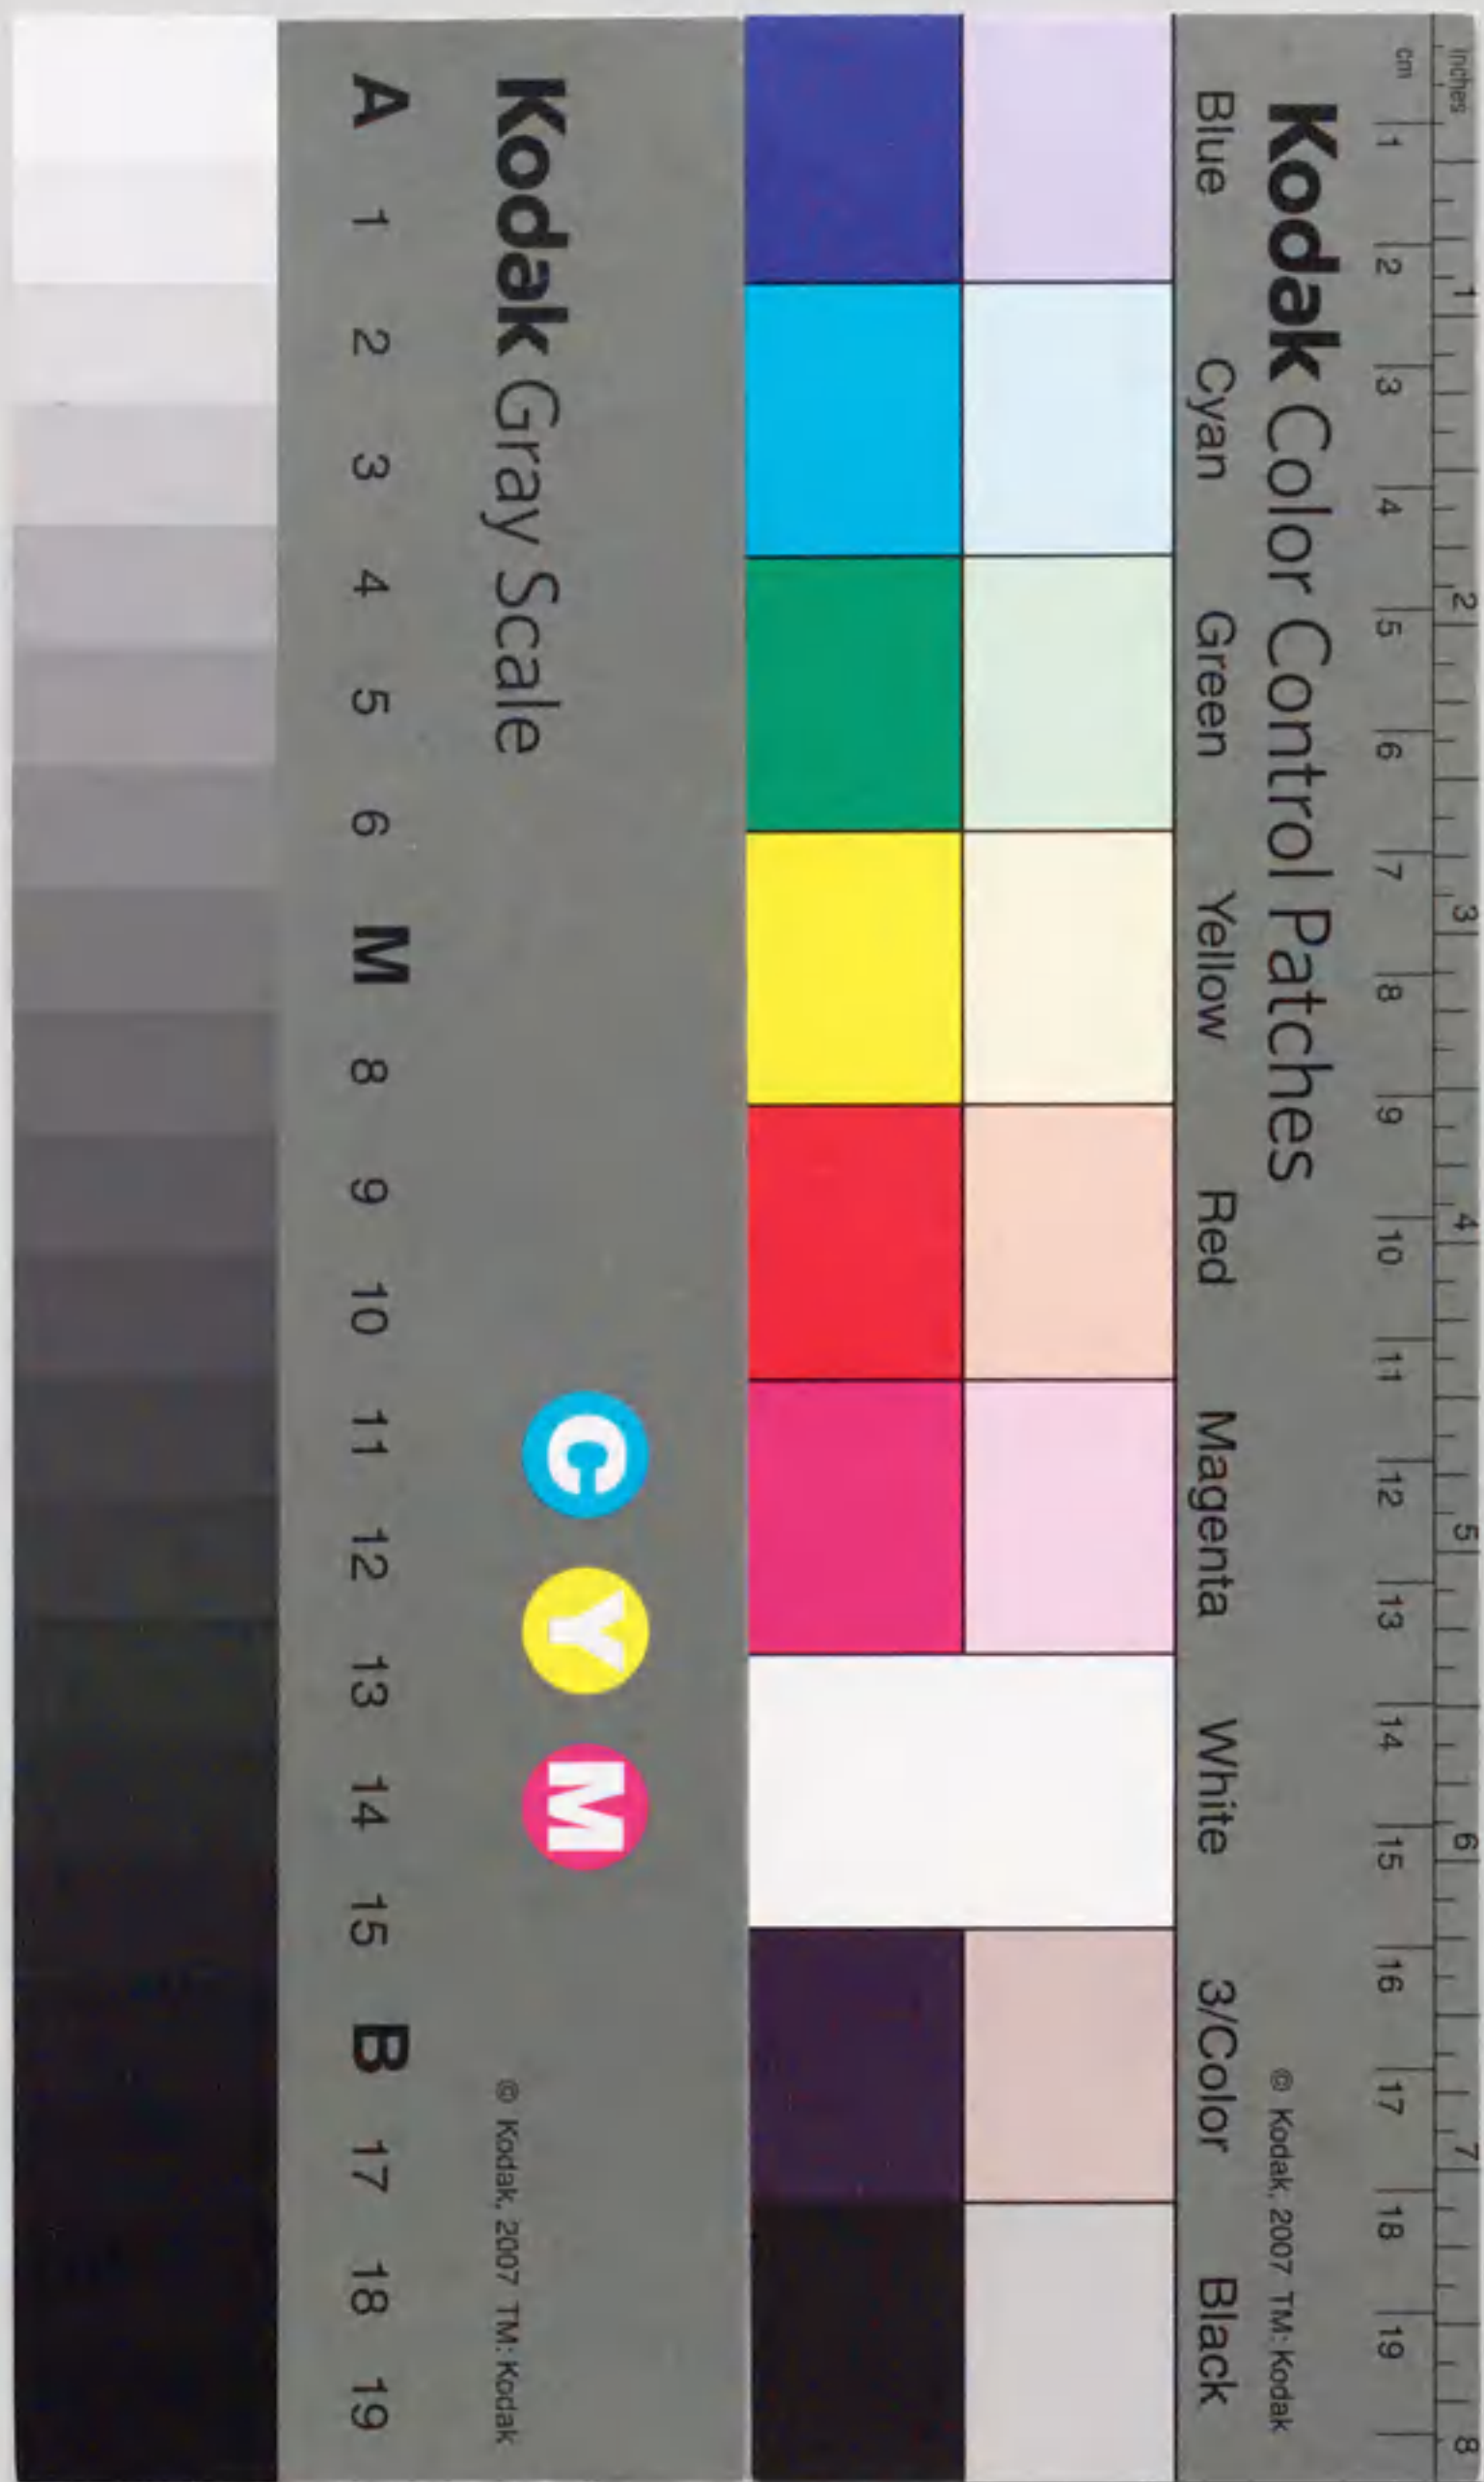 inches 1 2 3 4 5 6 7 8
cm 1 2 3 4 5 6 7 8 9 10 11 12 13 14 15 16 17 18 19
Kodak Color Control Patches
© Kodak, 2007 TM: Kodak
Blue Cyan Green Yellow Red Magenta White 3/Color Black
Kodak Gray Scale
C Y M
© Kodak, 2007 TM: Kodak
A 1 2 3 4 5 6 M 8 9 10 11 12 13 14 15 B 17 18 19